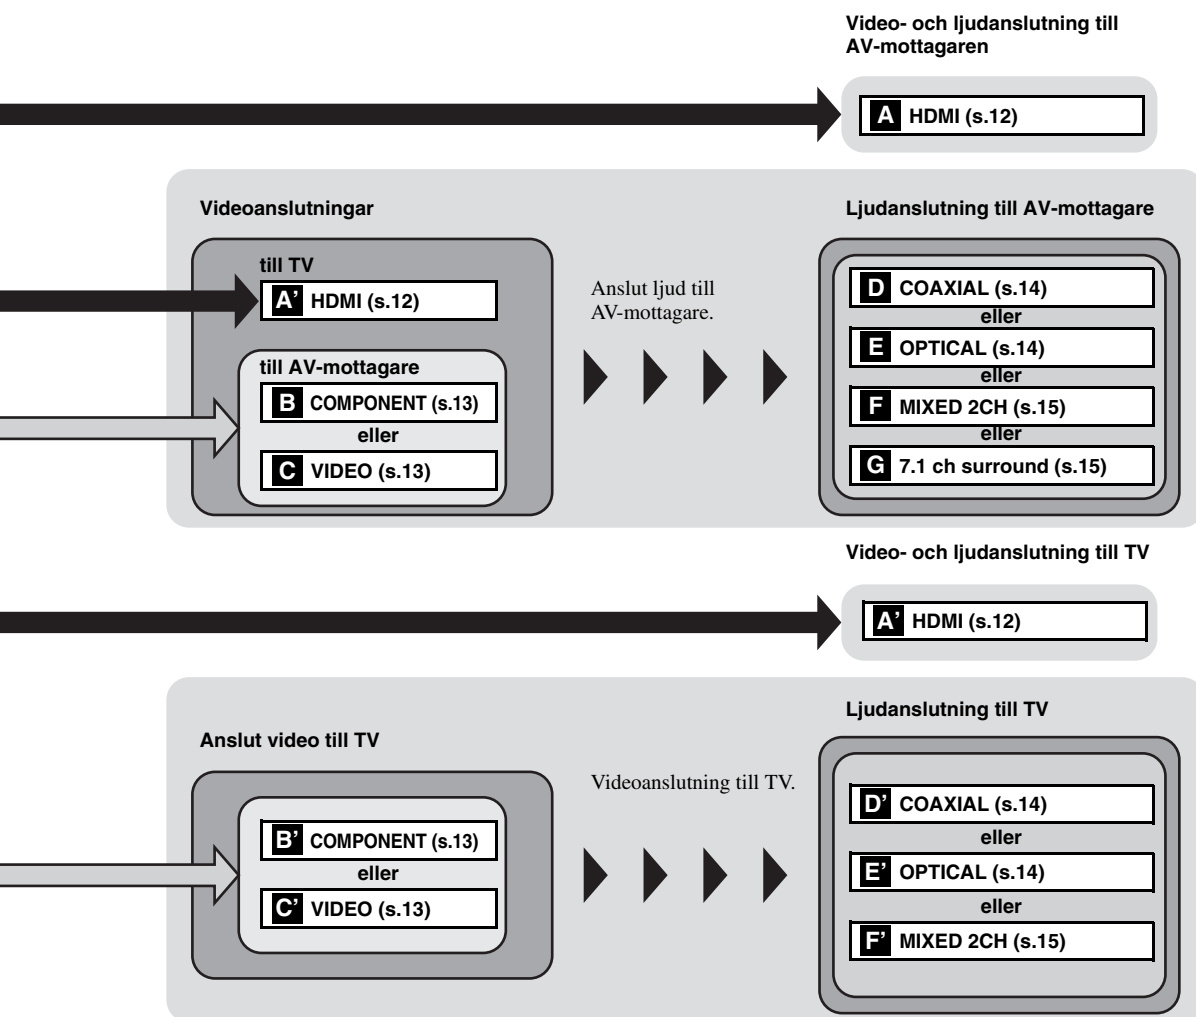 Video- och ljudanslutning till
AV-mottagaren
A HDMI (s.12)
Videoanslutningar
till TV
A’ HDMI (s.12)
till AV-mottagare
B COMPONENT (s.13)
eller
C VIDEO (s.13)
Anslut ljud till
AV-mottagare.
Ljudanslutning till AV-mottagare
D COAXIAL (s.14)
eller
E OPTICAL (s.14)
eller
F MIXED 2CH (s.15)
eller
G 7.1 ch surround (s.15)
Video- och ljudanslutning till TV
A’ HDMI (s.12)
Anslut video till TV
B’ COMPONENT (s.13)
eller
C’ VIDEO (s.13)
Videoanslutning till TV.
Ljudanslutning till TV
D’ COAXIAL (s.14)
eller
E’ OPTICAL (s.14)
eller
F’ MIXED 2CH (s.15)